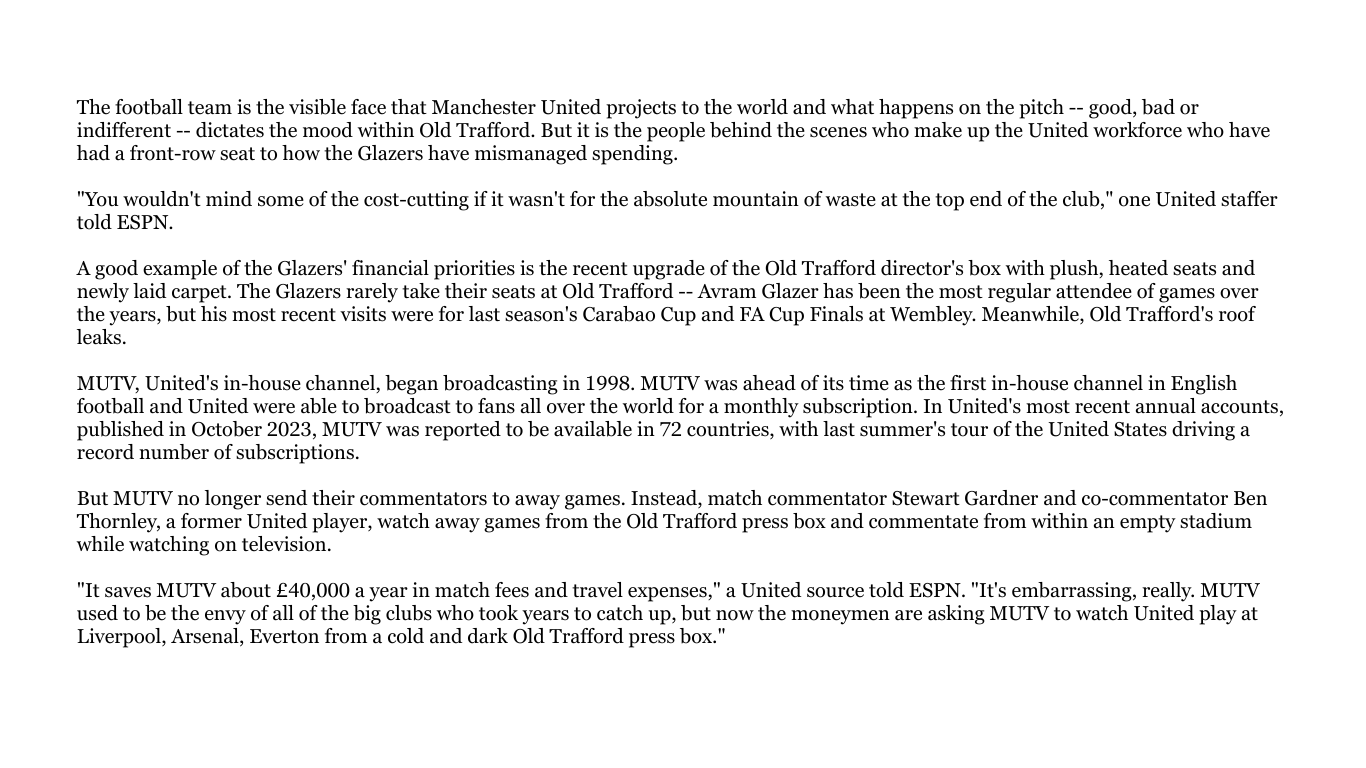 The football team is the visible face that Manchester United projects to the world and what happens on the pitch -- good, bad or
indifferent -- dictates the mood within Old Trafford. But it is the people behind the scenes who make up the United workforce who have
had a front-row seat to how the Glazers have mismanaged spending.
"You wouldn't mind some of the cost-cutting if it wasn't for the absolute mountain of waste at the top end of the club," one United staffer
told ESPN.
A good example of the Glazers' financial priorities is the recent upgrade of the Old Trafford director's box with plush, heated seats and
newly laid carpet. The Glazers rarely take their seats at Old Trafford -- Avram Glazer has been the most regular attendee of games over
the years, but his most recent visits were for last season's Carabao Cup and FA Cup Finals at Wembley. Meanwhile, Old Trafford's roof
leaks.
MUTV, United's in-house channel, began broadcasting in 1998. MUTV was ahead of its time as the first in-house channel in English
football and United were able to broadcast to fans all over the world for a monthly subscription. In United's most recent annual accounts,
published in October 2023, MUTV was reported to be available in 72 countries, with last summer's tour of the United States driving a
record number of subscriptions.
But MUTV no longer send their commentators to away games. Instead, match commentator Stewart Gardner and co-commentator Ben
Thornley, a former United player, watch away games from the Old Trafford press box and commentate from within an empty stadium
while watching on television.
"It saves MUTV about £40,000 a year in match fees and travel expenses," a United source told ESPN. "It's embarrassing, really. MUTV
used to be the envy of all of the big clubs who took years to catch up, but now the moneymen are asking MUTV to watch United play at
Liverpool, Arsenal, Everton from a cold and dark Old Trafford press box."